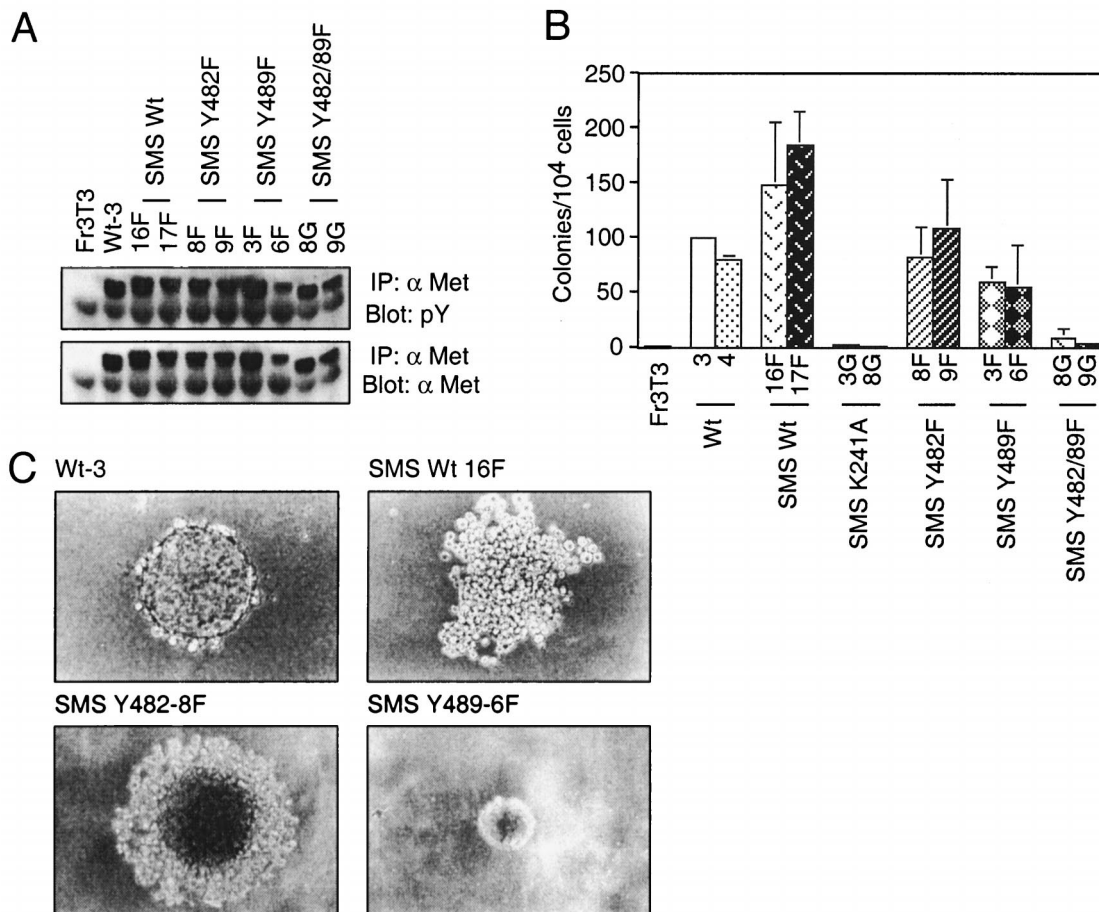 A
SMS Wt
SMS Y482F
SMS Y489F
SMS Y482/89F
Fr3T3
Wt-3
16F
17F
8F
9F
3F
6F
8G
9G
IP: α Met
Blot: pY
IP: α Met
Blot: α Met
B
Colonies/10⁴ cells
250
200
150
100
50
0
Fr3T3
3
4
16F
17F
3G
8G
8F
9F
3F
6F
8G
9G
Wt
SMS Wt
SMS K241A
SMS Y482F
SMS Y489F
SMS Y482/89F
C
Wt-3
SMS Wt 16F
SMS Y482-8F
SMS Y489-6F